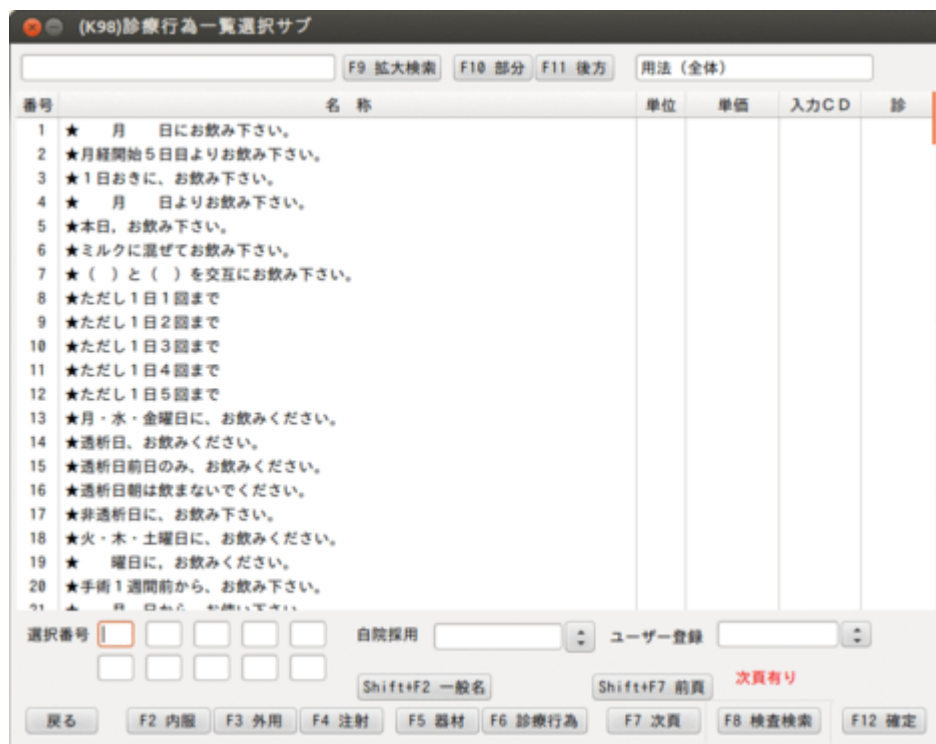 (K98)診療行為一覧選択サブ
F9 拡大検索 F10 部分 F11 後方 用法（全体）
番号 名 称 単位 単価 入力ＣＤ 診
1 ★　　月　　日にお飲み下さい。
2 ★月経開始５日目よりお飲み下さい。
3 ★１日おきに、お飲み下さい。
4 ★　　月　　日よりお飲み下さい。
5 ★本日，お飲み下さい。
6 ★ミルクに混ぜてお飲み下さい。
7 ★（　）と（　）を交互にお飲み下さい。
8 ★ただし１日１回まで
9 ★ただし１日２回まで
10 ★ただし１日３回まで
11 ★ただし１日４回まで
12 ★ただし１日５回まで
13 ★月・水・金曜日に、お飲みください。
14 ★透析日、お飲みください。
15 ★透析日前日のみ、お飲みください。
16 ★透析日朝は飲まないでください。
17 ★非透析日に、お飲み下さい。
18 ★火・木・土曜日に、お飲みください。
19 ★　　曜日に，お飲みください。
20 ★手術１週間前から、お飲み下さい。
選択番号 自院採用 ユーザー登録
Shift+F2 一般名 Shift+F7 前頁 次頁有り
戻る F2 内服 F3 外用 F4 注射 F5 器材 F6 診療行為 F7 次頁 F8 検査検索 F12 確定